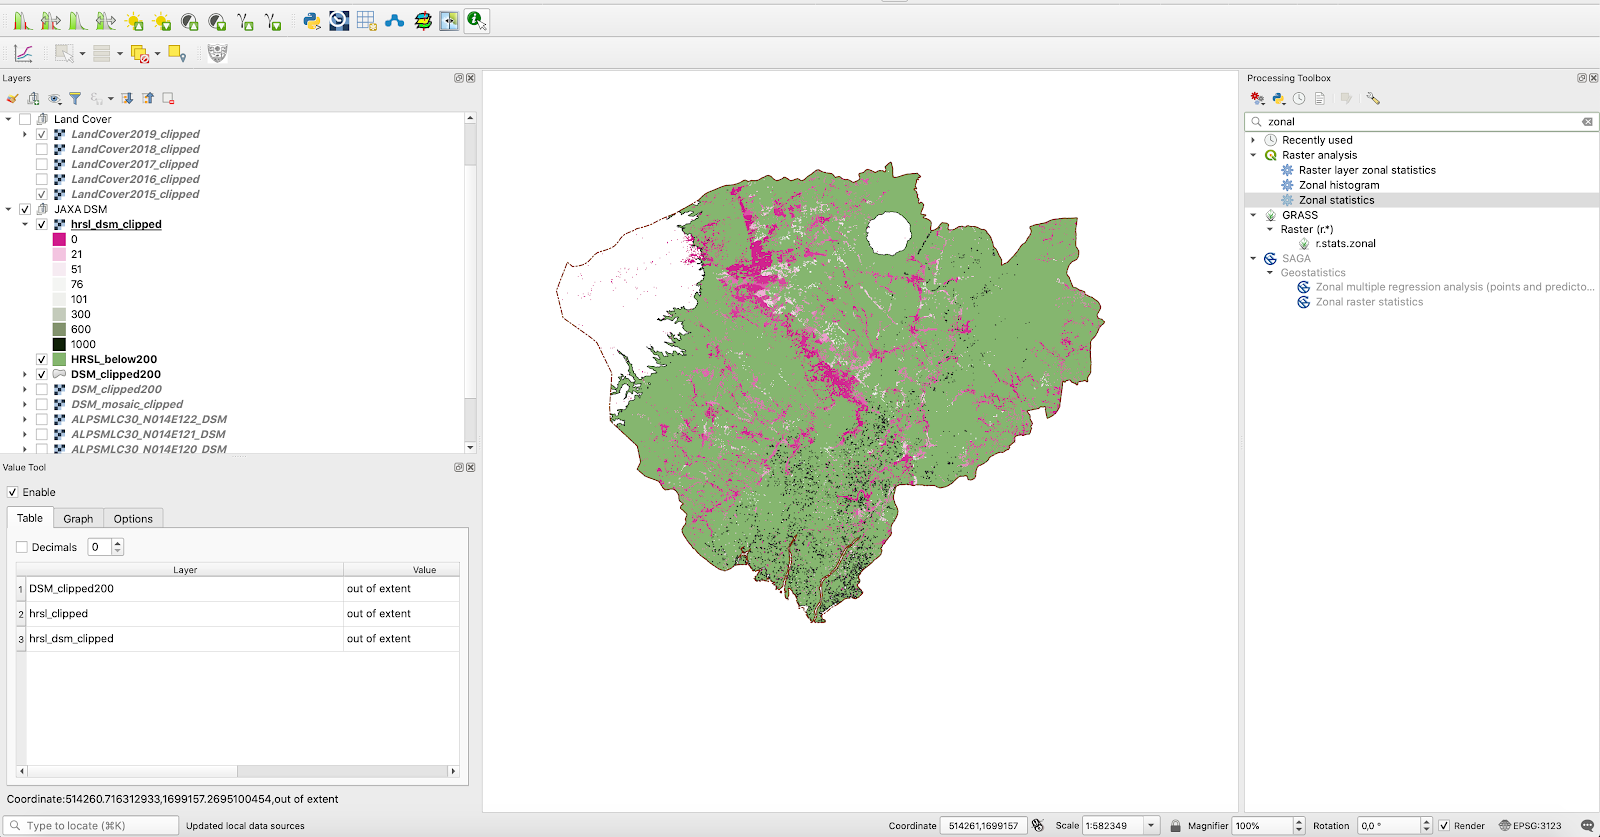 Layers
Land Cover
LandCover2019_clipped
LandCover2018_clipped
LandCover2017_clipped
LandCover2016_clipped
LandCover2015_clipped
JAXA DSM
hrsl_dsm_clipped
0
21
51
76
101
300
600
1000
HRSL_below200
DSM_clipped200
DSM_clipped200
DSM_mosaic_clipped
ALPSMLC30_N014E122_DSM
ALPSMLC30_N014E121_DSM
ALPSMLC30_N014E120_DSM
Value Tool
Enable
Table Graph Options
Decimals 0
Layer Value
1 DSM_clipped200 out of extent
2 hrsl_clipped out of extent
3 hrsl_dsm_clipped out of extent
Coordinate:514260.716312933,1699157.2695100454,out of extent
Processing Toolbox
zonal
Recently used
Raster analysis
Raster layer zonal statistics
Zonal histogram
Zonal statistics
GRASS
Raster (r.*)
r.stats.zonal
SAGA
Geostatistics
Zonal multiple regression analysis (points and predicto...
Zonal raster statistics
Type to locate (⌘K) Updated local data sources Coordinate 514261,1699157 Scale 1:582349 Magnifier 100% Rotation 0,0 ° Render EPSG:3123